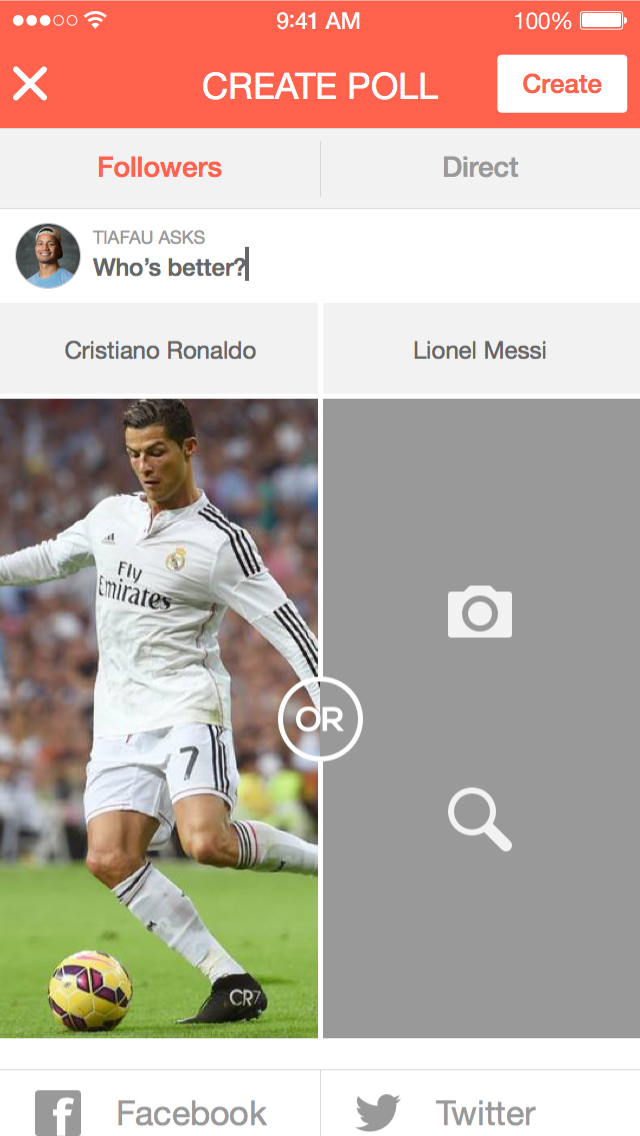 9:41 AM 100%
CREATE POLL Create
Followers Direct
TIAFAU ASKS
Who's better?
Cristiano Ronaldo Lionel Messi
Fly
Emirates
OR
7
CR7
Facebook Twitter